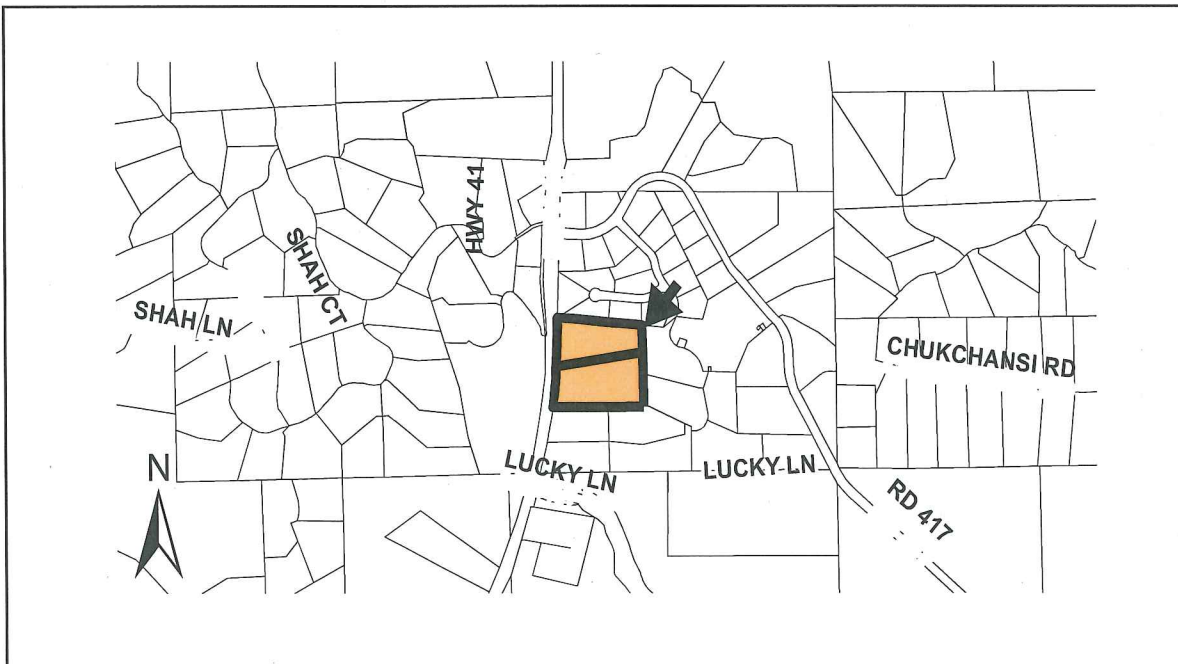 HWY 41
SHAH CT
SHAH LN
CHUKCHANSI RD
LUCKY LN
LUCKY LN
N
RD 417